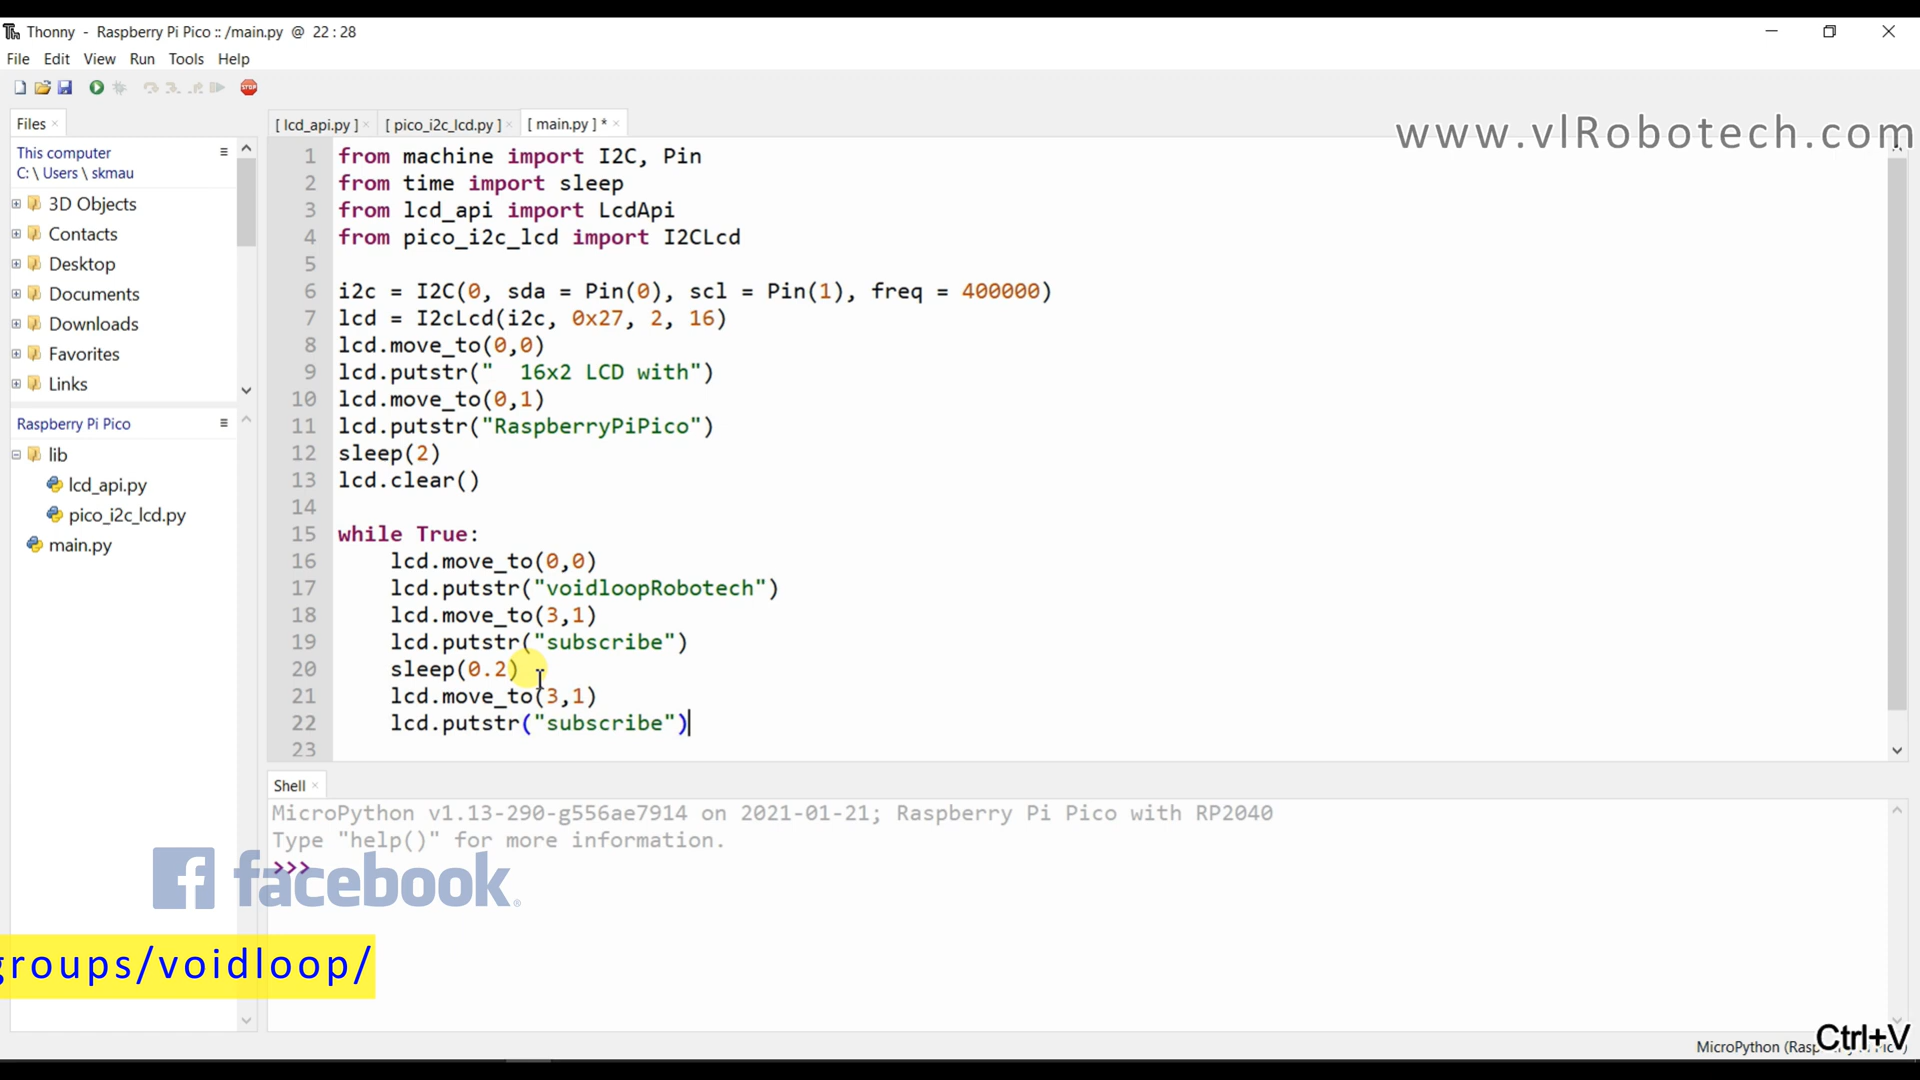 Thonny - Raspberry Pi Pico :: /main.py @ 22 : 28
File Edit View Run Tools Help
STOP
Files
[ lcd_api.py ] [ pico_i2c_lcd.py ] [ main.py ] *
www.vlRobotech.com
This computer
C: \ Users \ skmau
3D Objects
Contacts
Desktop
Documents
Downloads
Favorites
Links
Raspberry Pi Pico
lib
lcd_api.py
pico_i2c_lcd.py
main.py
1 from machine import I2C, Pin
2 from time import sleep
3 from lcd_api import LcdApi
4 from pico_i2c_lcd import I2CLcd
5
6 i2c = I2C(0, sda = Pin(0), scl = Pin(1), freq = 400000)
7 lcd = I2cLcd(i2c, 0x27, 2, 16)
8 lcd.move_to(0,0)
9 lcd.putstr("  16x2 LCD with")
10 lcd.move_to(0,1)
11 lcd.putstr("RaspberryPiPico")
12 sleep(2)
13 lcd.clear()
14
15 while True:
16     lcd.move_to(0,0)
17     lcd.putstr("voidloopRobotech")
18     lcd.move_to(3,1)
19     lcd.putstr("subscribe")
20     sleep(0.2)
21     lcd.move_to(3,1)
22     lcd.putstr("subscribe")
23
Shell
MicroPython v1.13-290-g556ae7914 on 2021-01-21; Raspberry Pi Pico with RP2040
Type "help()" for more information.
>>>
facebook®
groups/voidloop/
Ctrl+V
MicroPython